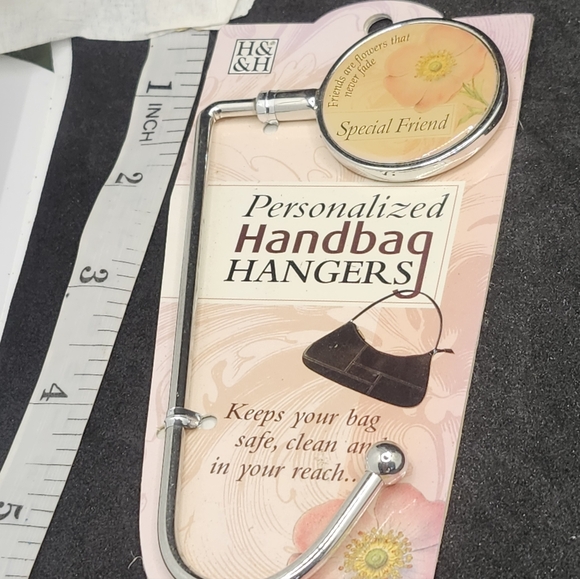 H&
&H
Friends are flowers that
never fade
Special Friend
Personalized
Handbag
HANGERS
Keeps your bag
safe, clean an
in your reach..
1
INCH
2
3
4
5